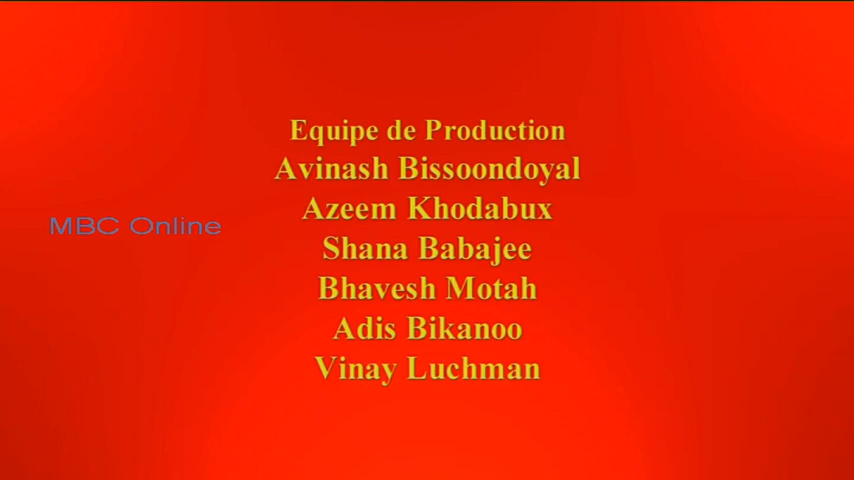 Equipe de Production
Avinash Bissoondoyal
Azeem Khodabux
MBC Online
Shana Babajee
Bhavesh Motah
Adis Bikanoo
Vinay Luchman